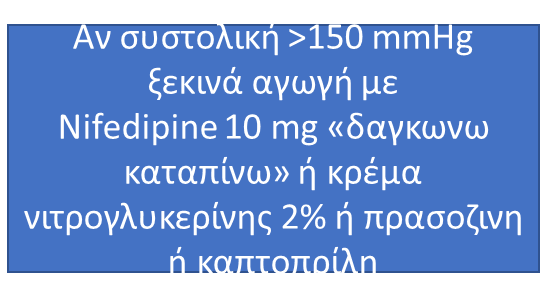 Αν συστολική >150 mmHg
ξεκινά αγωγή με
Nifedipine 10 mg «δαγκωνω
καταπίνω» ή κρέμα
νιτρογλυκερίνης 2% ή πρασοζινη
ή καπτοπρίλη